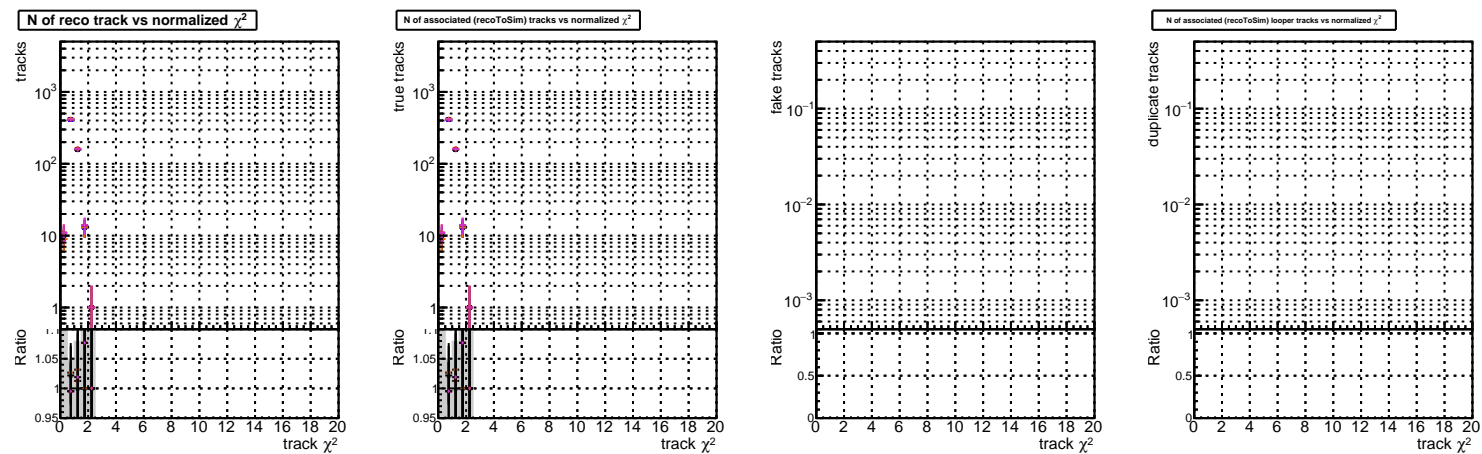 N of reco track vs normalized χ²
tracks
10³
10²
10
1
Ratio
1.1
1.05
1
0.95
0 2 4 6 8 10 12 14 16 18 20
track χ²
N of associated (recoToSim) tracks vs normalized χ²
true tracks
10³
10²
10
1
Ratio
1.1
1.05
1
0.95
0 2 4 6 8 10 12 14 16 18 20
track χ²
fake tracks
10⁻¹
10⁻²
10⁻³
Ratio
1
0.5
0
0 2 4 6 8 10 12 14 16 18 20
track χ²
N of associated (recoToSim) looper tracks vs normalized χ²
duplicate tracks
10⁻¹
10⁻²
10⁻³
Ratio
1
0.5
0
0 2 4 6 8 10 12 14 16 18 20
track χ²